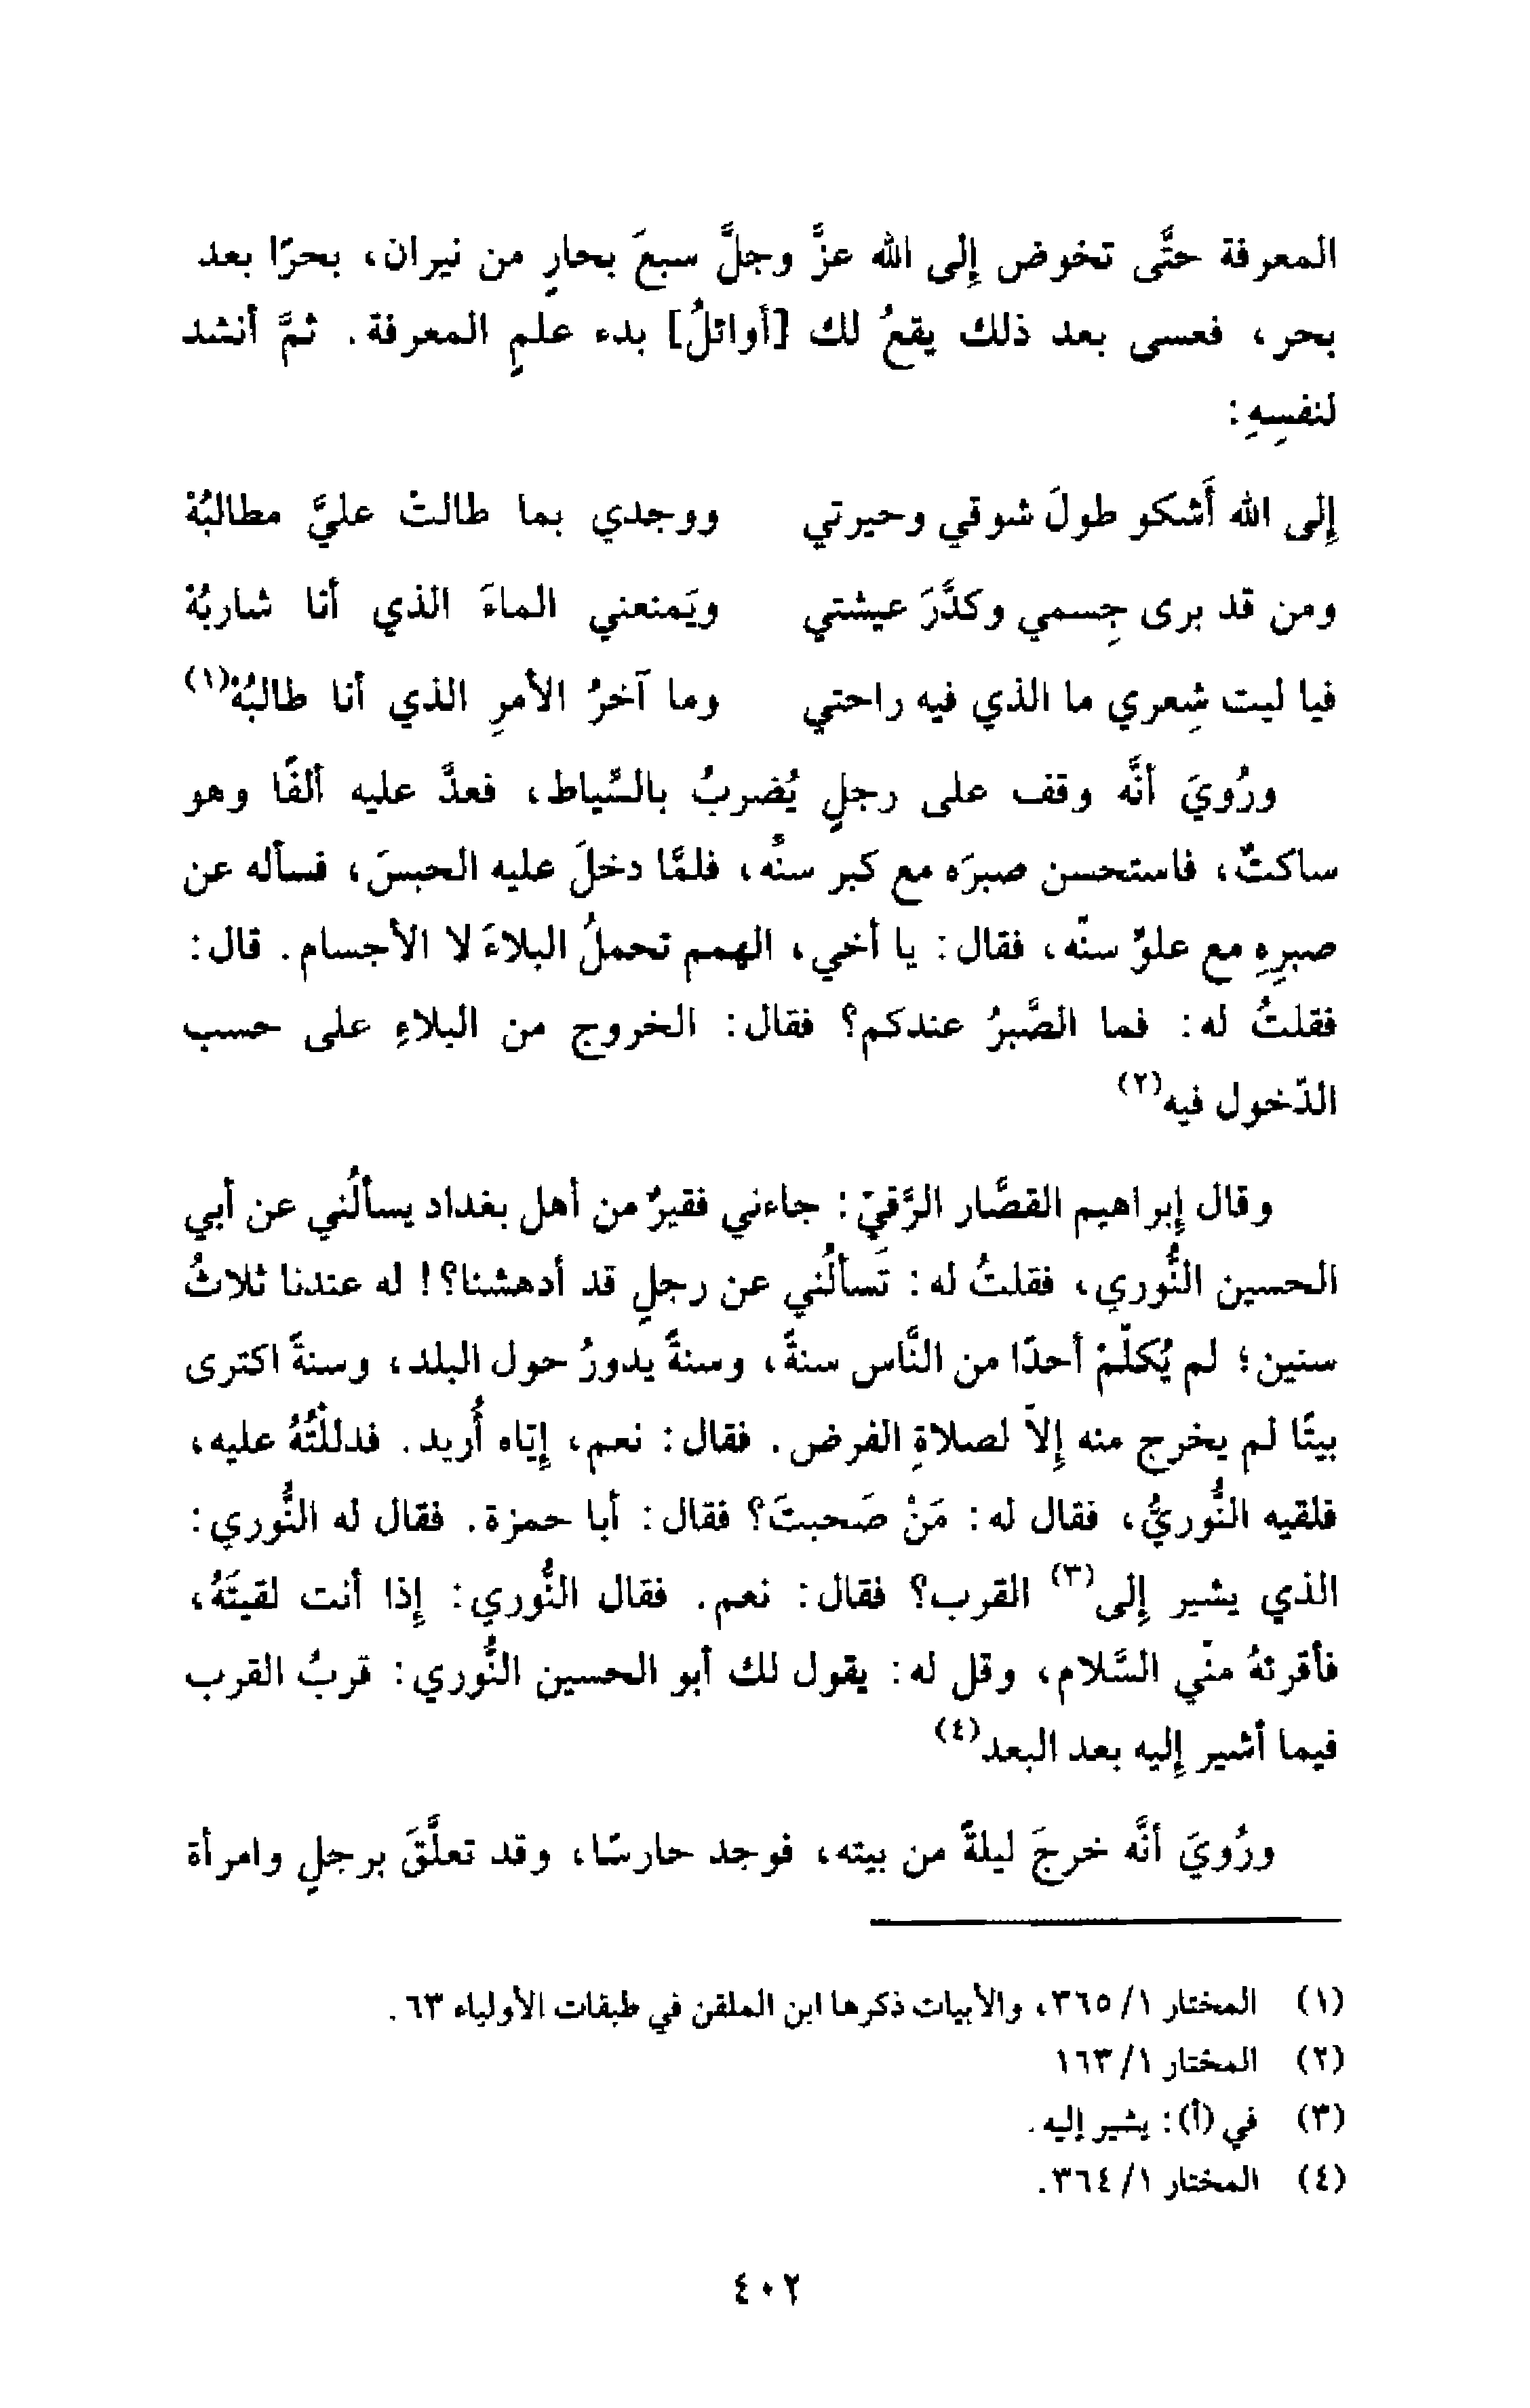 المعرفة حتَّى تخوض إلى الله عزَّ وجلَّ سبعَ بحارٍ من نيران، بحرًا بعد
بحر، فعسى بعد ذلك يقعُ لك [أوائلُ] بدء علمِ المعرفة. ثمَّ أنشد
لنفسِهِ:
إلى الله أَشكو طولَ شوقي وحيرتي ووجدي بما طالتْ عليَّ مطالبُهْ
ومن قد برى جِسمي وكدَّرَ عيشتي ويَمنعني الماءَ الذي أنا شاربُهْ
فيا ليت شِعري ما الذي فيه راحتي وما آخرُ الأمرِ الذي أنا طالبُهْ(١)
ورُويَ أنَّه وقف على رجلٍ يُضربُ بالسِّياط، فعدَّ عليه ألفًا وهو
ساكتٌ، فاستحسن صبرَه مع كبر سنِّه، فلمَّا دخلَ عليه الحبسَ، فسأله عن
صبرِهِ مع علوِّ سنِّه، فقال: يا أخي، الهمم تحملُ البلاءَ لا الأجسام. قال:
فقلتُ له: فما الصَّبرُ عندكم؟ فقال: الخروج من البلاءِ على حسب
الدّخول فيه(٢)
وقال إبراهيم القصَّار الرَّقيّ: جاءني فقيرٌ من أهل بغداد يسألُني عن أبي
الحسين النُّوري، فقلتُ له: تَسألُني عن رجلٍ قد أدهشنا؟! له عندنا ثلاثُ
سنين؛ لم يُكلِّمْ أحدًا من النَّاس سنةً، وسنةً يدورُ حول البلد، وسنةً اكترى
بيتًا لم يخرج منه إلاّ لصلاةِ الفرض. فقال: نعم، إيّاه أُريد. فدللْتُهُ عليه،
فلقيه النُّوريُّ، فقال له: مَنْ صَحبتَ؟ فقال: أبا حمزة. فقال له النُّوري:
الذي يشير إلى(٣) القرب؟ فقال: نعم. فقال النُّوري: إذا أنت لقيتَهُ،
فأقرئهُ منّي السَّلام، وقل له: يقول لك أبو الحسين النُّوري: قربُ القرب
فيما أشير إليه بعد البعد(٤)
ورُويَ أنَّه خرجَ ليلةً من بيته، فوجد حارسًا، وقد تعلَّقَ برجلٍ وامرأة
(١) المختار ١/ ٣٦٥، والأبيات ذكرها ابن الملقن في طبقات الأولياء ٦٣.
(٢) المختار ١/ ١٦٣
(٣) في (أ): يشير إليه.
(٤) المختار ١/ ٣٦٤.
٤٠٢